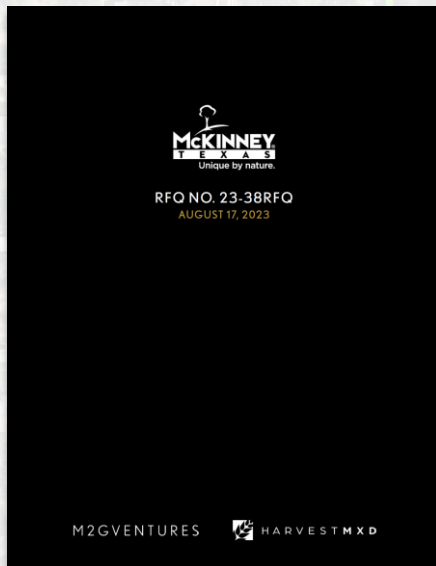 McKINNEY
TEXAS
Unique by nature.
RFQ NO. 23-38RFQ
AUGUST 17, 2023
M2GVENTURES
HARVESTMXD